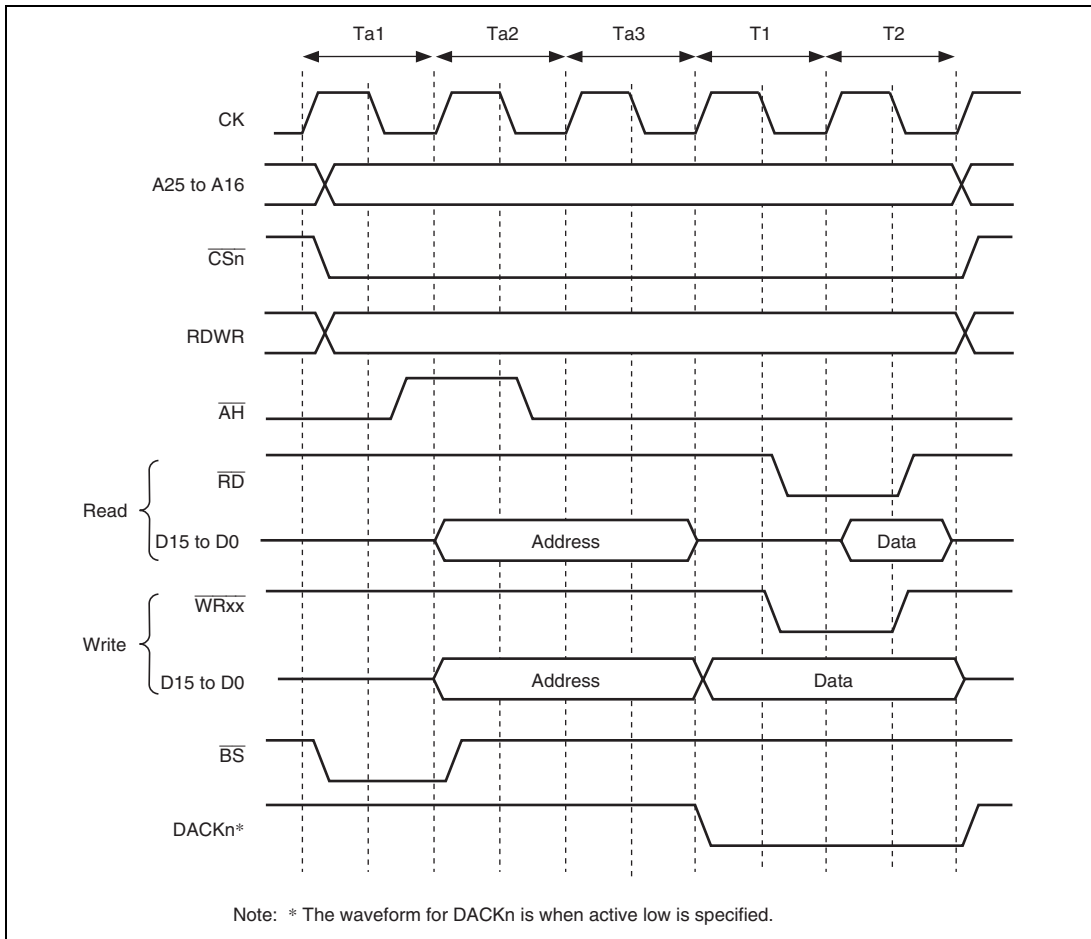 Ta1 Ta2 Ta3 T1 T2
CK
A25 to A16
CSn
RDWR
AH
RD
Read
D15 to D0 Address Data
WRxx
Write
D15 to D0 Address Data
BS
DACKn*
Note: * The waveform for DACKn is when active low is specified.